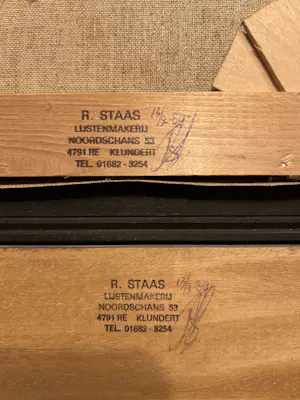 R. STAAS
LIJSTENMAKERIJ
NOORDSCHANS 53
4791 RE KLUNDERT
TEL. 01682-3254
R. STAAS
LIJSTENMAKERIJ
NOORDSCHANS 53
4791 RE KLUNDERT
TEL. 01682-3254